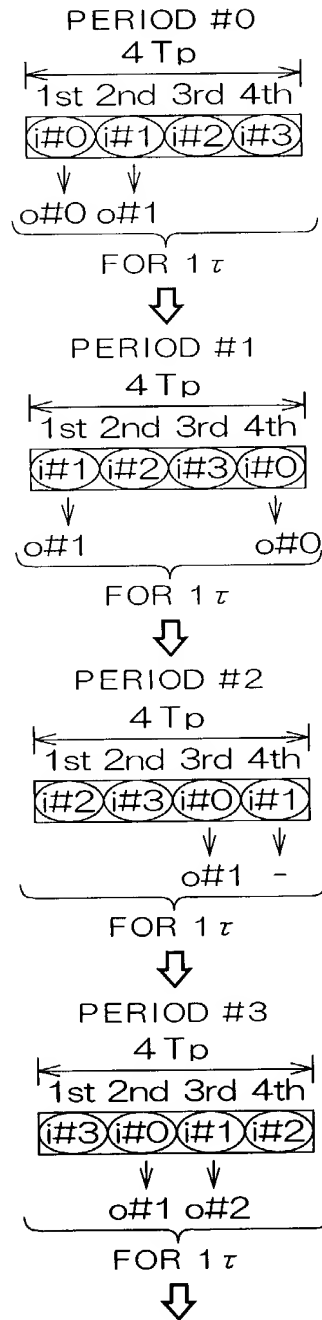 PERIOD #0
4Tp
1st 2nd 3rd 4th
i#0 i#1 i#2 i#3
o#0 o#1
FOR 1τ
PERIOD #1
4Tp
1st 2nd 3rd 4th
i#1 i#2 i#3 i#0
o#1 o#0
FOR 1τ
PERIOD #2
4Tp
1st 2nd 3rd 4th
i#2 i#3 i#0 i#1
o#1 -
FOR 1τ
PERIOD #3
4Tp
1st 2nd 3rd 4th
i#3 i#0 i#1 i#2
o#1 o#2
FOR 1τ